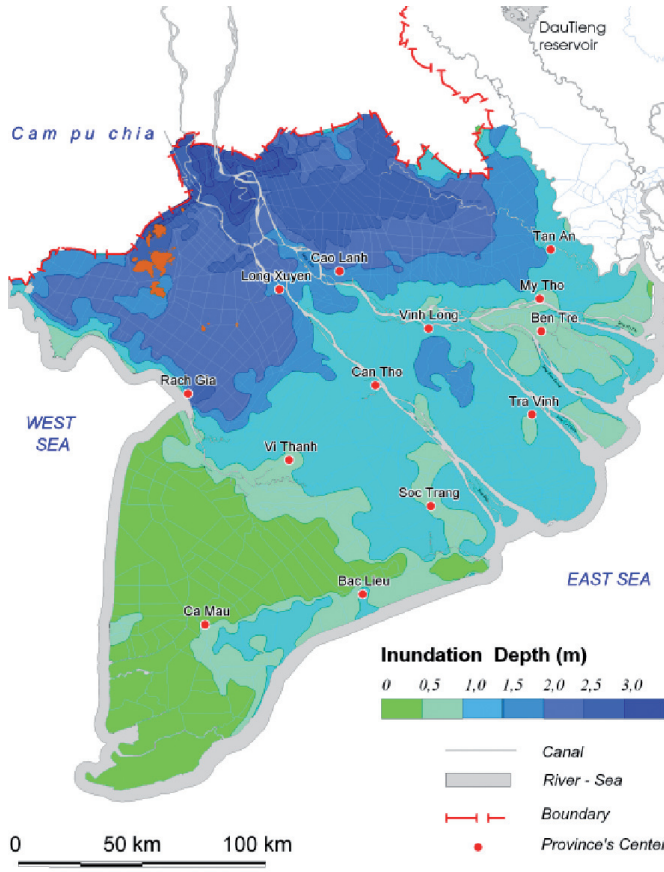 DauTieng
reservoir
Cam pu chia
Tan An
Cao Lanh
Long Xuyen
My Tho
Ben Tre
Vinh Long
Can Tho
Rach Gia
Tra Vinh
WEST
SEA
Vi Thanh
Soc Trang
EAST SEA
Bac Lieu
Ca Mau
Inundation Depth (m)
0 0,5 1,0 1,5 2,0 2,5 3,0
Canal
River - Sea
Boundary
Province's Center
0 50 km 100 km